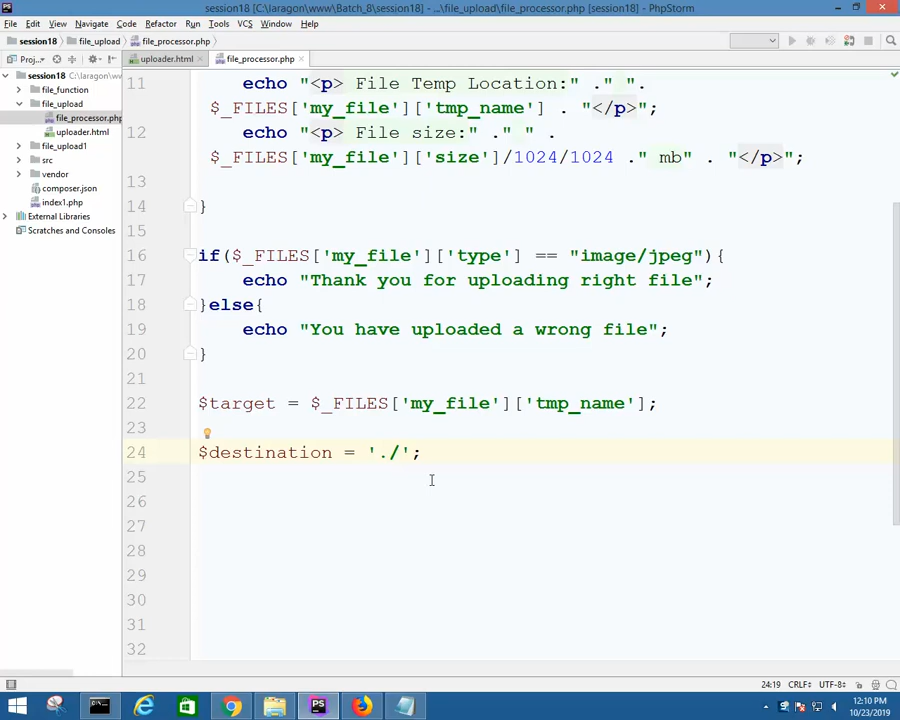 session18 [C:\laragon\www\Batch_8\session18] - ...\file_upload\file_processor.php [session18] - PhpStorm
File Edit View Navigate Code Refactor Run Tools VCS Window Help
session18 file_upload file_processor.php
Proj... uploader.html file_processor.php
session18
file_function
file_upload
file_processor.php
uploader.html
file_upload1
src
vendor
composer.json
index1.php
External Libraries
Scratches and Consoles
11 echo "<p> File Temp Location:" ." ".
$_FILES['my_file']['tmp_name'] . "</p>";
12 echo "<p> File size:" ." " .
$_FILES['my_file']['size']/1024/1024 ." mb" . "</p>";
13
14 }
15
16 if($_FILES['my_file']['type'] == "image/jpeg"){
17 echo "Thank you for uploading right file";
18 }else{
19 echo "You have uploaded a wrong file";
20 }
21
22 $target = $_FILES['my_file']['tmp_name'];
23
24 $destination = './';
25
26
27
28
29
30
31
32
24:19 CRLF÷ UTF-8÷
12:10 PM
10/23/2019